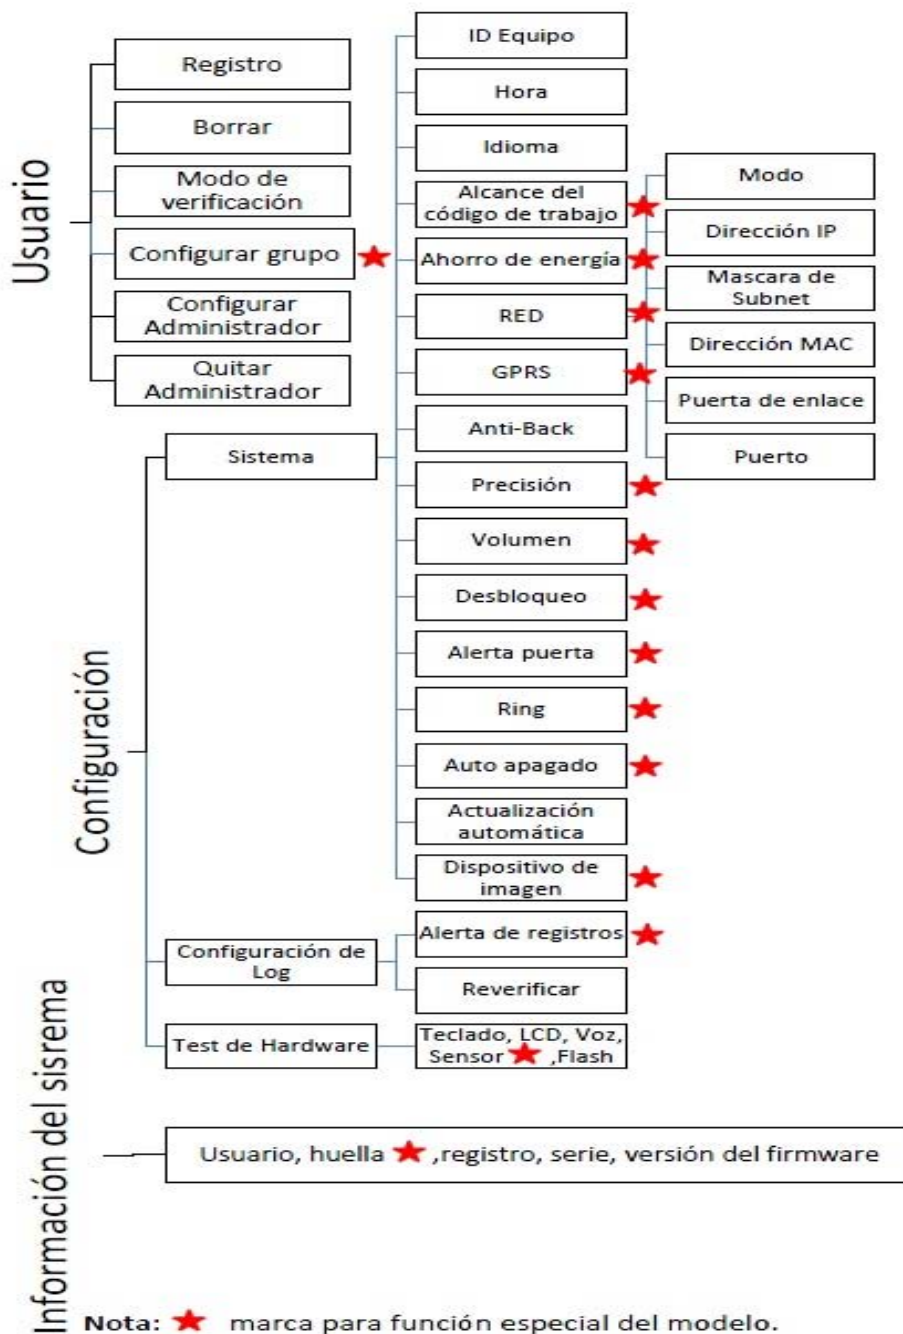 Usuario
Registro
Borrar
Modo de
verificación
Configurar grupo
Configurar
Administrador
Quitar
Administrador
Configuración
Sistema
ID Equipo
Hora
Idioma
Alcance del
código de trabajo
Ahorro de energía
RED
Modo
Dirección IP
Mascara de
Subnet
Dirección MAC
Puerta de enlace
Puerto
GPRS
Anti-Back
Precisión
Volumen
Desbloqueo
Alerta puerta
Ring
Auto apagado
Actualización
automática
Dispositivo de
imagen
Configuración de
Log
Alerta de registros
Reverificar
Test de Hardware
Teclado, LCD, Voz,
Sensor ★ ,Flash
Información del sisrema
Usuario, huella ★ ,registro, serie, versión del firmware
Nota: ★ marca para función especial del modelo.